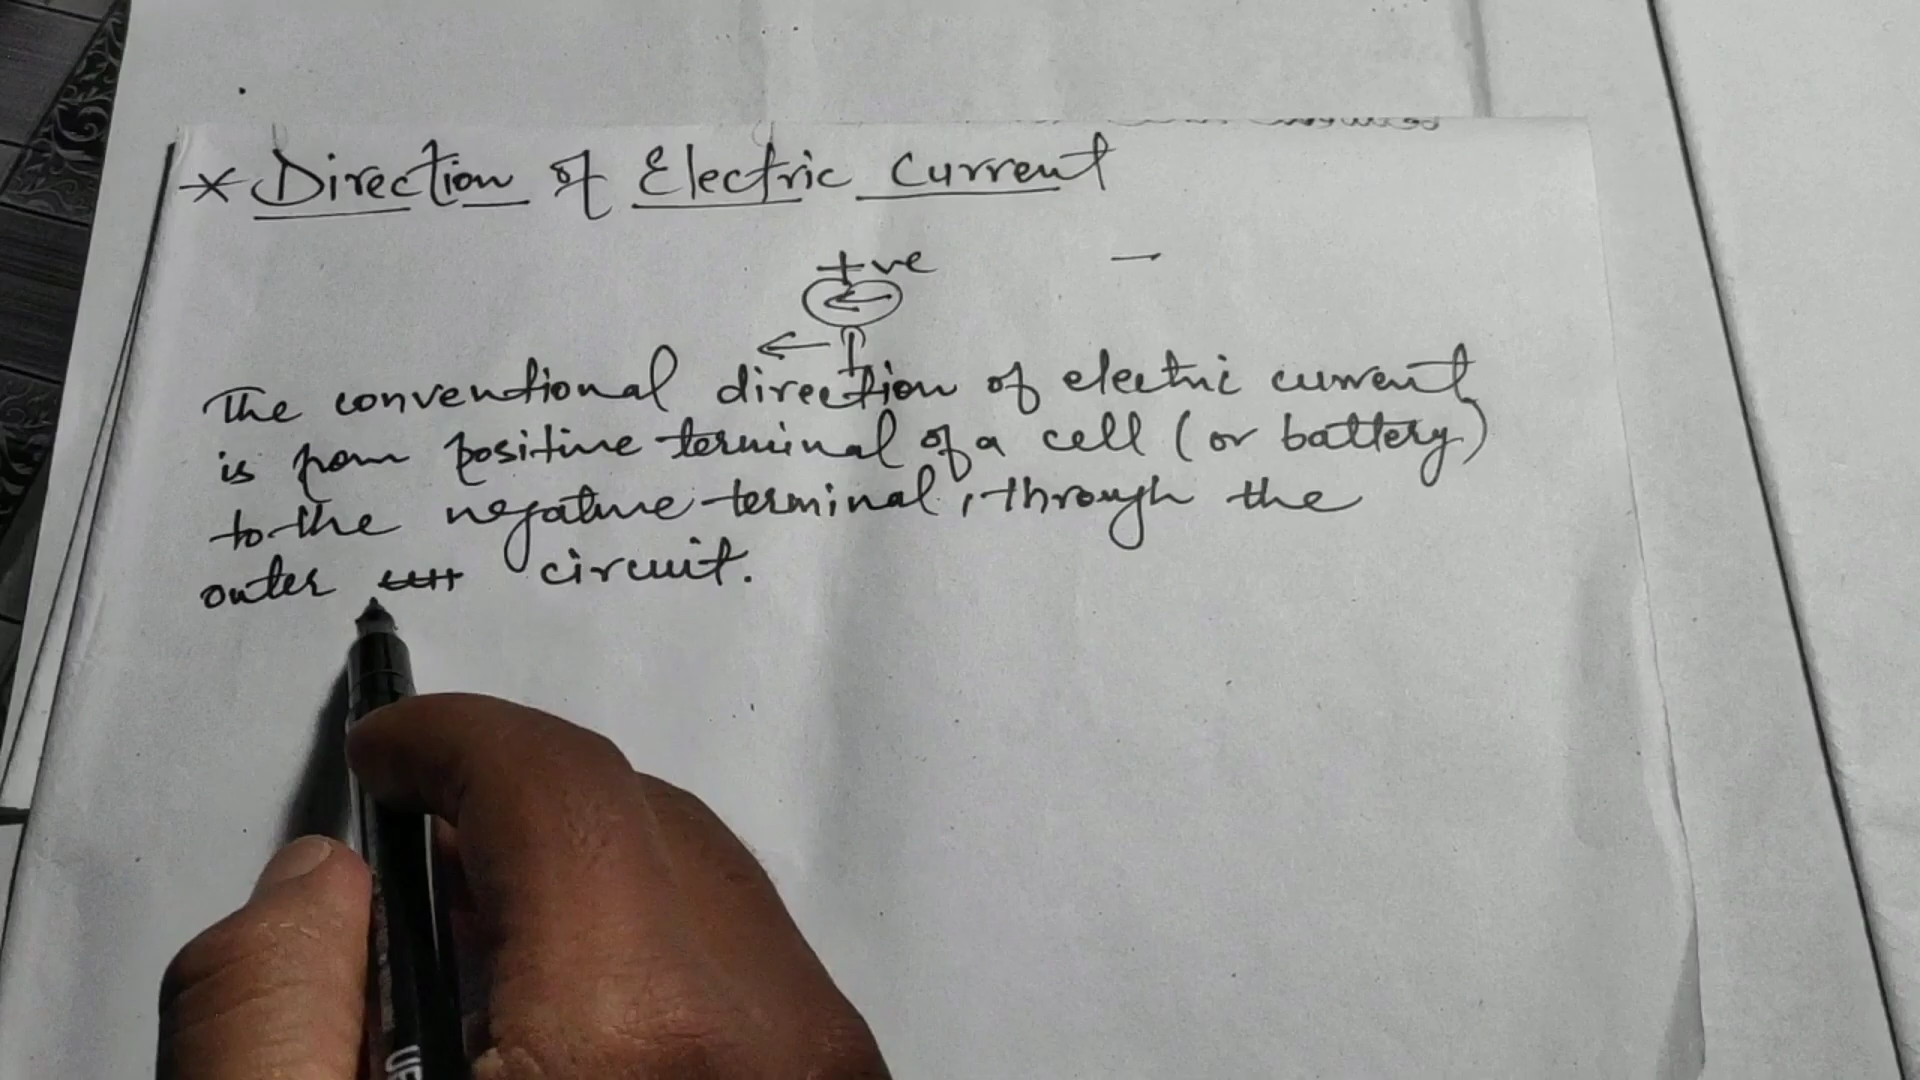 * Direction of Electric Current
+ve —
The conventional direction of electric current
is from positive terminal of a cell (or battery)
to the negative terminal, through the
outer circuit.